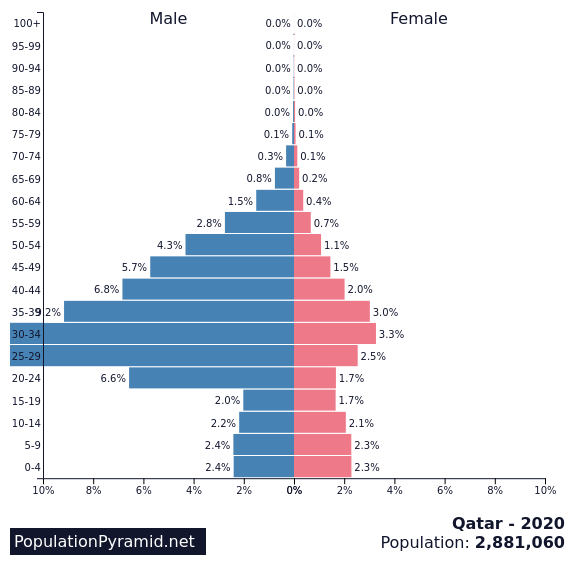 Male Female
100+ 0.0% 0.0%
95-99 0.0% 0.0%
90-94 0.0% 0.0%
85-89 0.0% 0.0%
80-84 0.0% 0.0%
75-79 0.1% 0.1%
70-74 0.3% 0.1%
65-69 0.8% 0.2%
60-64 1.5% 0.4%
55-59 2.8% 0.7%
50-54 4.3% 1.1%
45-49 5.7% 1.5%
40-44 6.8% 2.0%
35-39 9.2% 3.0%
30-34 3.3%
25-29 2.5%
20-24 6.6% 1.7%
15-19 2.0% 1.7%
10-14 2.2% 2.1%
5-9 2.4% 2.3%
0-4 2.4% 2.3%
10% 8% 6% 4% 2% 0% 2% 4% 6% 8% 10%
Qatar - 2020
PopulationPyramid.net Population: 2,881,060